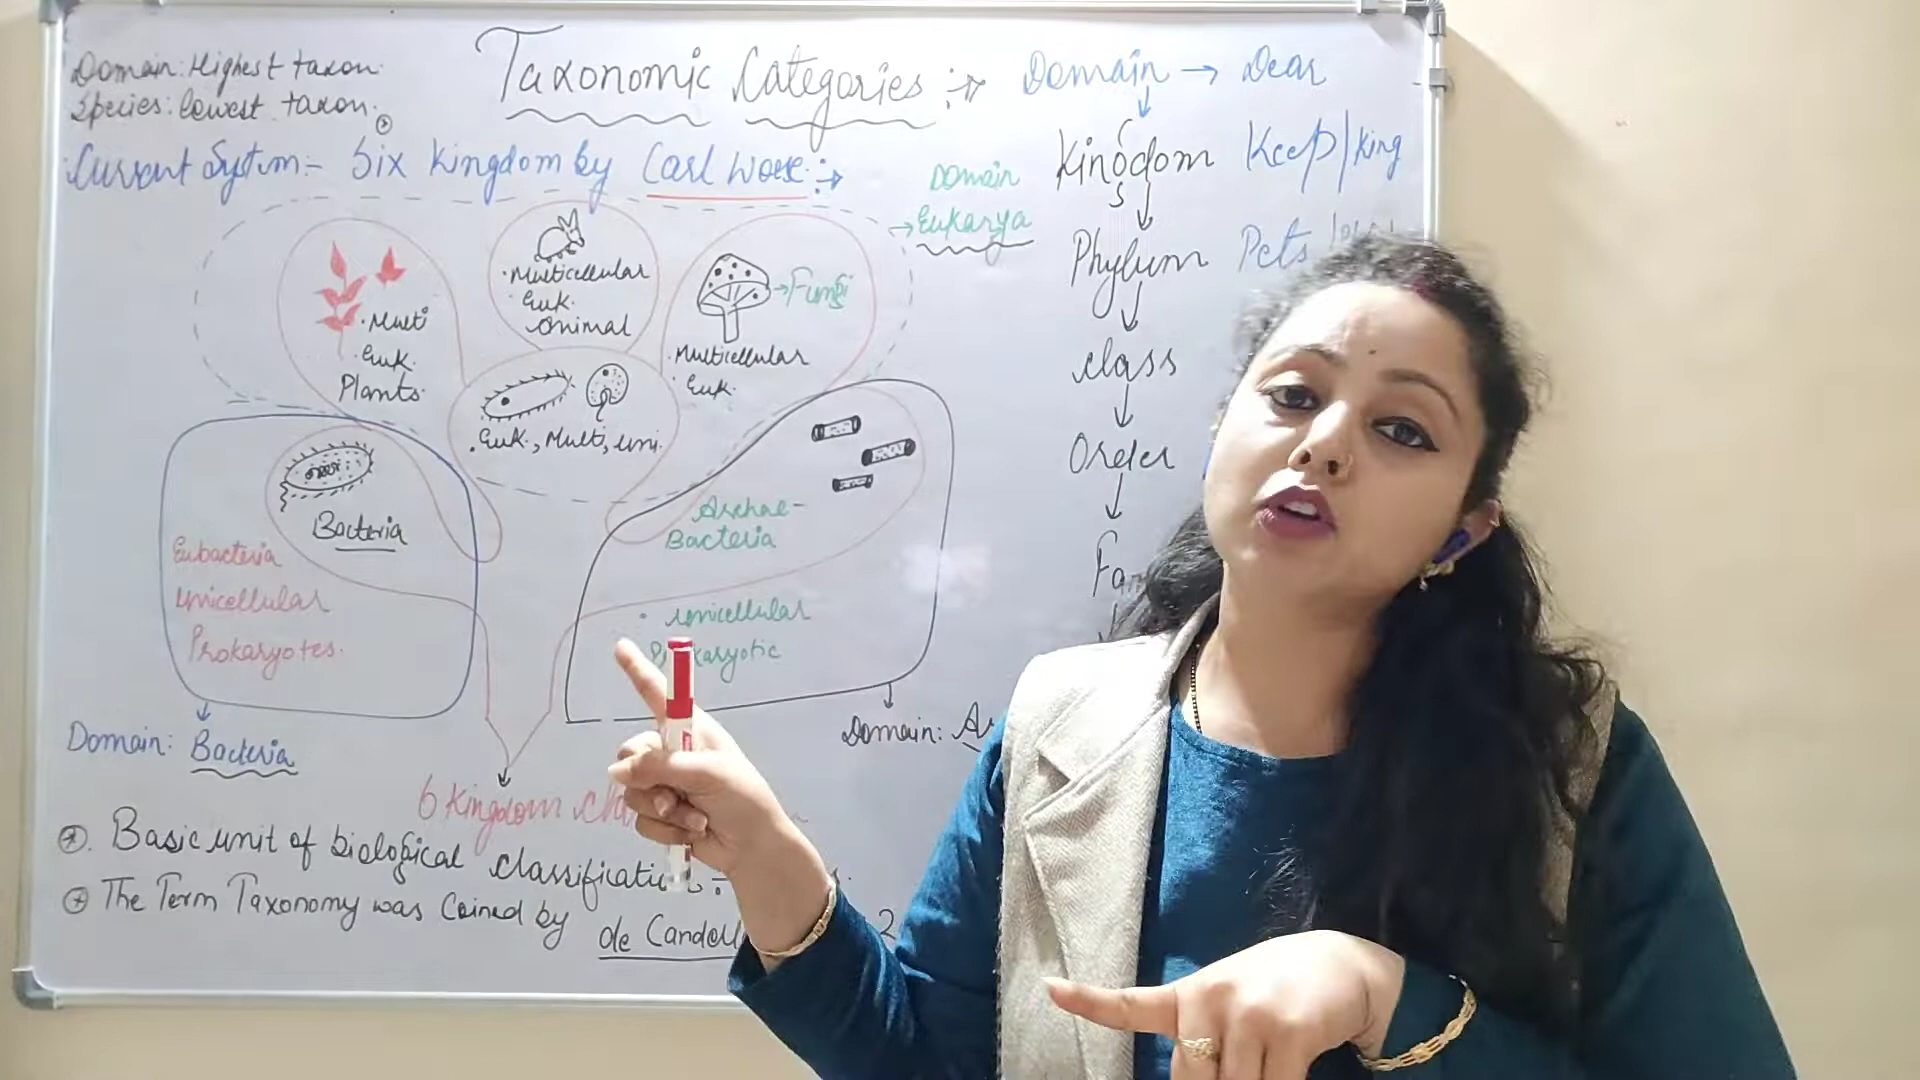 Domain: Highest taxon.
Species: lowest taxon.
Taxonomic Categories :→
Current System:- Six Kingdom by Carl Woese :→
Domain → Dear
Kingdom Keep/King
Phylum Pets
class
Order
Domain
Eukarya
• Multi
• Euk.
Plants.
• Multicellular
• Euk.
animal
→Fungi
• Multicellular
• Euk.
• Euk., Multi, uni.
Bacteria
Eubacteria
Unicellular
Prokaryotes.
Archae-
Bacteria
• unicellular
Domain: Bacteria
Domain:
6 Kingdom
Basic unit of biological
The Term Taxonomy was Coined by de